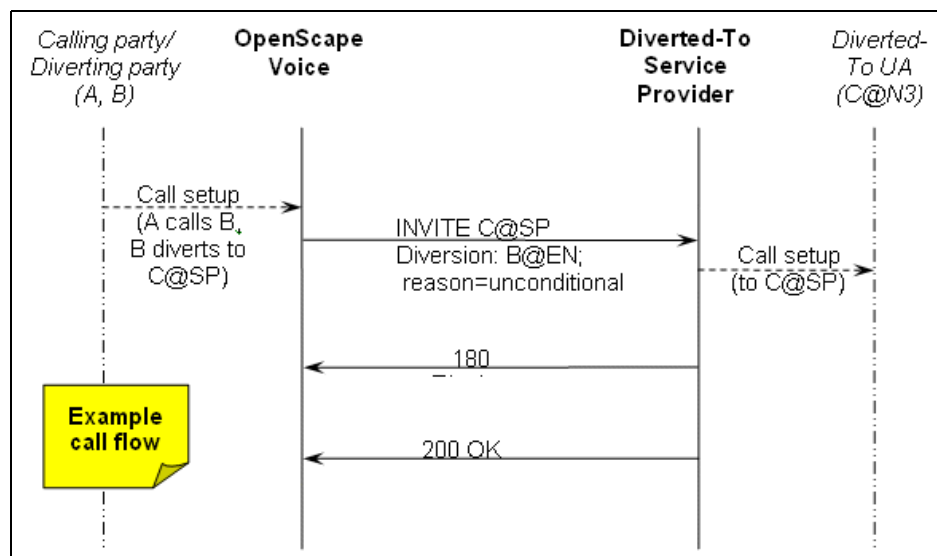 Calling party/
Diverting party
(A, B)
OpenScape
Voice
Diverted-To
Service
Provider
Diverted-
To UA
(C@N3)
Call setup
(A calls B,
B diverts to
C@SP)
INVITE C@SP
Diversion: B@EN;
reason=unconditional
Call setup
(to C@SP)
180
200 OK
Example
call flow